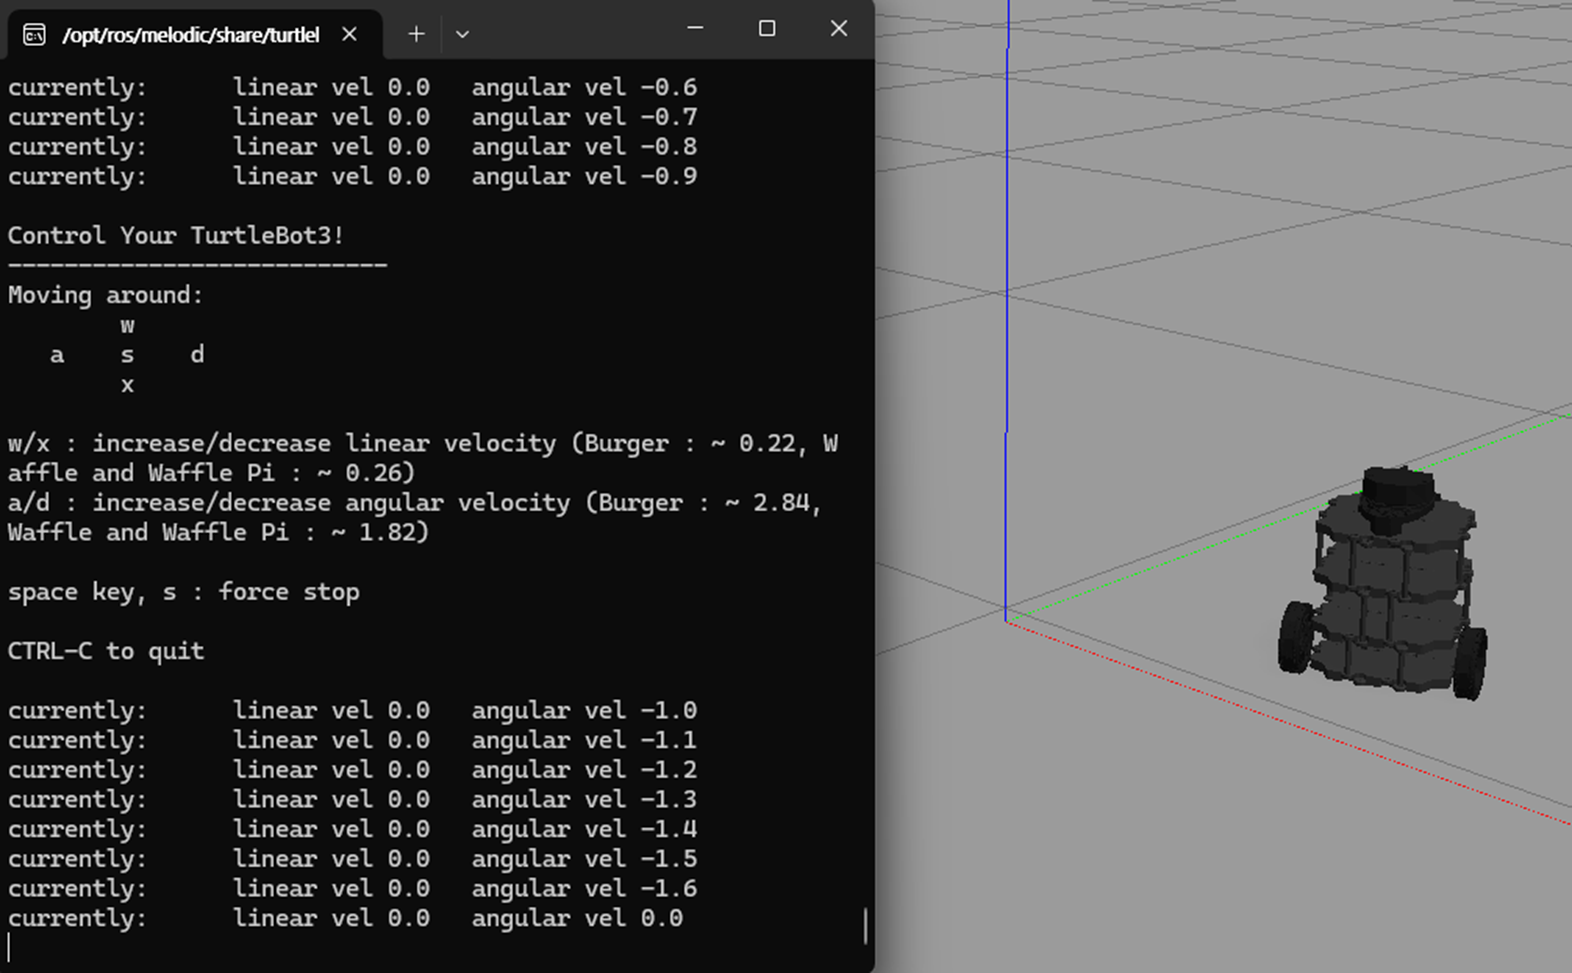 /opt/ros/melodic/share/turtlel
currently: linear vel 0.0 angular vel -0.6
currently: linear vel 0.0 angular vel -0.7
currently: linear vel 0.0 angular vel -0.8
currently: linear vel 0.0 angular vel -0.9
Control Your TurtleBot3!
---------------------------
Moving around:
w
a s d
x
w/x : increase/decrease linear velocity (Burger : ~ 0.22, W
affle and Waffle Pi : ~ 0.26)
a/d : increase/decrease angular velocity (Burger : ~ 2.84,
Waffle and Waffle Pi : ~ 1.82)
space key, s : force stop
CTRL-C to quit
currently: linear vel 0.0 angular vel -1.0
currently: linear vel 0.0 angular vel -1.1
currently: linear vel 0.0 angular vel -1.2
currently: linear vel 0.0 angular vel -1.3
currently: linear vel 0.0 angular vel -1.4
currently: linear vel 0.0 angular vel -1.5
currently: linear vel 0.0 angular vel -1.6
currently: linear vel 0.0 angular vel 0.0